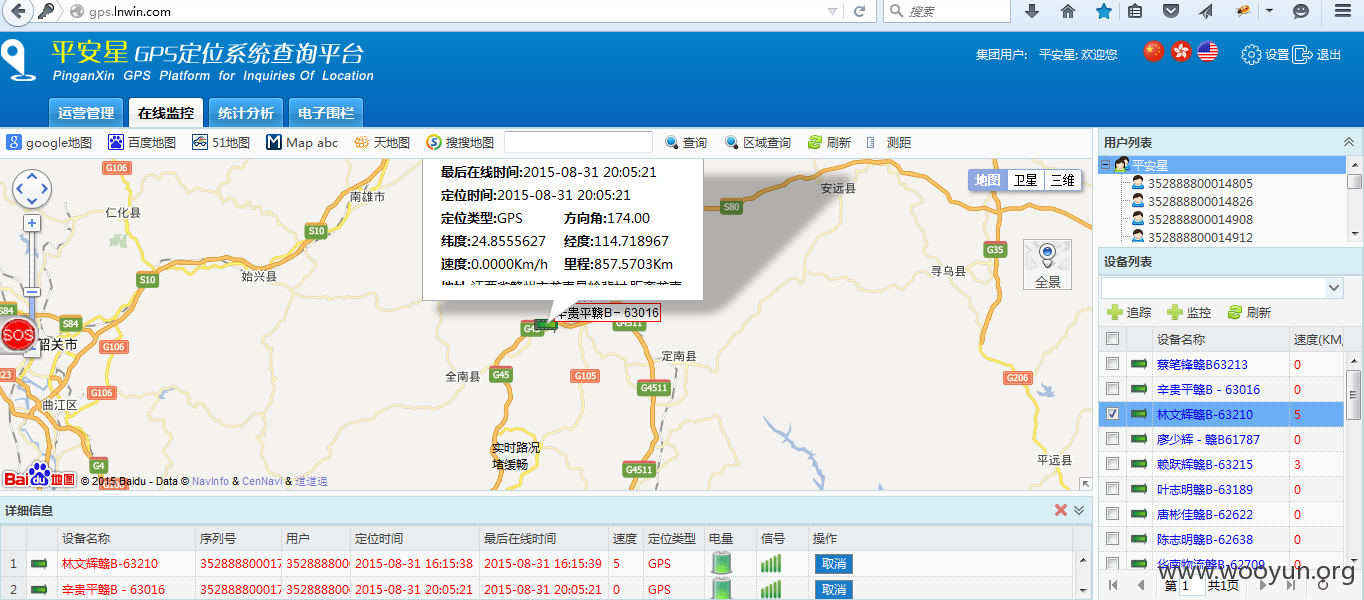 gps.lnwin.com
搜索
平安星 GPS定位系统查询平台
PinganXin GPS Platform for Inquiries Of Location
集团用户: 平安星: 欢迎您
设置 退出
运营管理 在线监控 统计分析 电子围栏
google地图 百度地图 51地图 Map abc 天地图 搜搜地图 查询 区域查询 刷新 测距
用户列表
平安星
352888800014805
352888800014826
352888800014908
352888800014912
设备列表
追踪 监控 刷新
设备名称 速度(KM
蔡笔锋赣B63213 0
辛贵平赣B - 63016 0
林文辉赣B-63210 5
廖少辉 - 赣B61787 0
赖跃辉赣B-63215 3
叶志明赣B-63189 0
唐彬佳赣B-62622 0
陈志明赣B-62638 0
华南物流赣B-62709
第 1 共1页
最后在线时间:2015-08-31 20:05:21
定位时间:2015-08-31 20:05:21
定位类型:GPS 方向角:174.00
纬度:24.8555627 经度:114.718967
速度:0.0000Km/h 里程:857.5703Km
辛贵平赣B- 63016
地图 卫星 三维
全景
G106
南雄市
安远县
仁化县
S80
S10
G35
寻乌县
S10
始兴县
S84
S84
SOS
韶关市
G106
G4511
定南县
全南县
G45
G105
G4511
G206
G106
曲江区
实时路况
堵缓畅
平远县
G4
G4511
Bai du 地图
© 2015 Baidu - Data © NavInfo & CenNavi & 道道通
详细信息
设备名称 序列号 用户 定位时间 最后在线时间 速度 定位类型 电量 信号 操作
1 林文辉赣B-63210 35288880001 352888800 2015-08-31 16:15:38 2015-08-31 16:15:39 5 GPS 取消
2 辛贵平赣B - 63016 35288880001 352888800 2015-08-31 20:05:21 2015-08-31 20:05:21 0 GPS 取消
www.wooyun.org